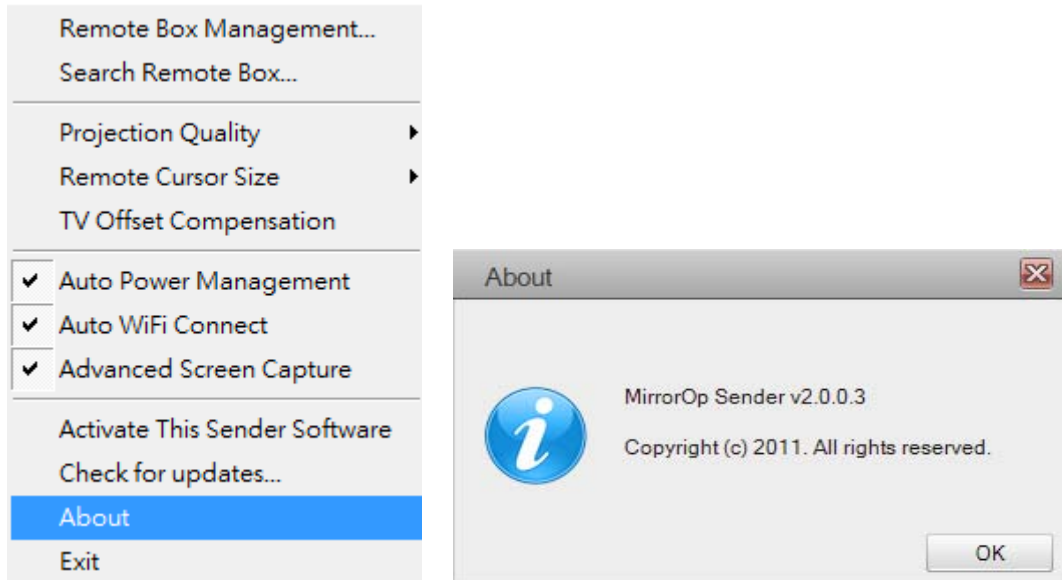 Remote Box Management...
Search Remote Box...
Projection Quality
Remote Cursor Size
TV Offset Compensation
Auto Power Management
Auto WiFi Connect
Advanced Screen Capture
Activate This Sender Software
Check for updates...
About
Exit
About
MirrorOp Sender v2.0.0.3
Copyright (c) 2011. All rights reserved.
OK